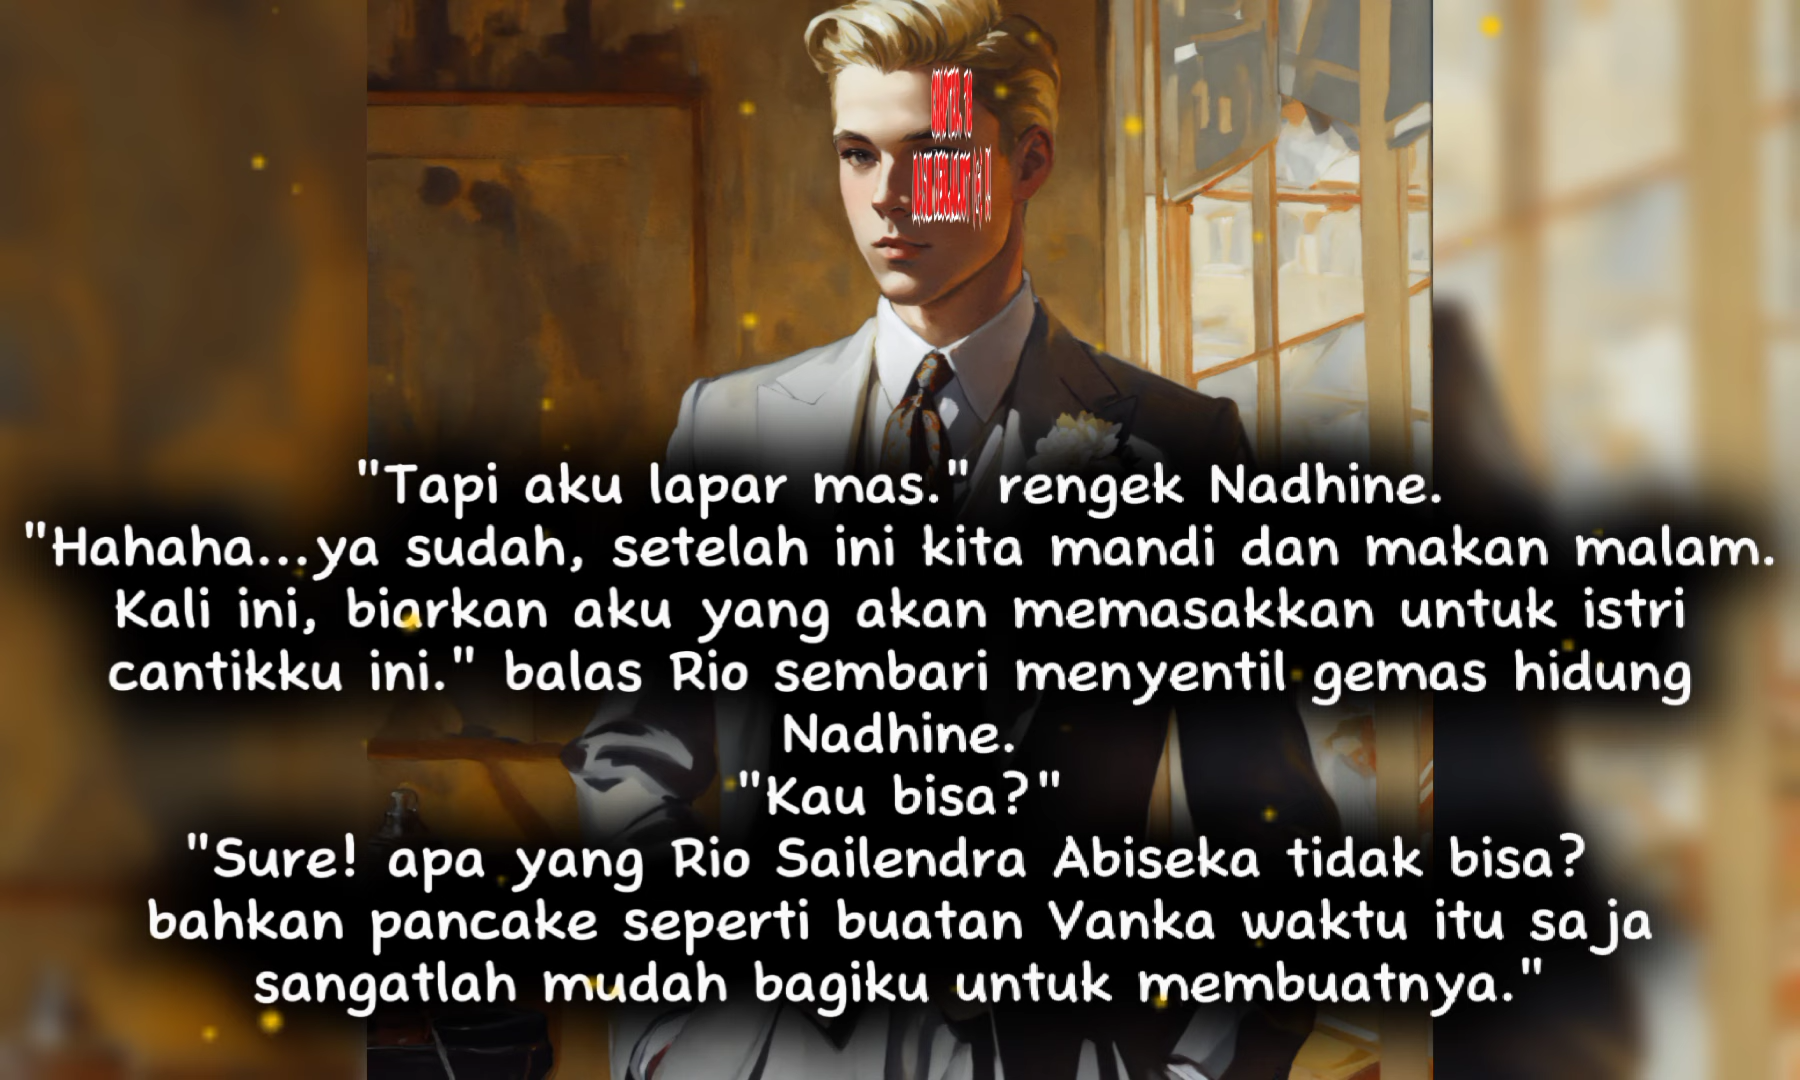 "Tapi aku lapar mas." rengek Nadhine.
"Hahaha...ya sudah, setelah ini kita mandi dan makan malam.
Kali ini, biarkan aku yang akan memasakkan untuk istri
cantikku ini." balas Rio sembari menyentil gemas hidung
Nadhine.
"Kau bisa?"
"Sure! apa yang Rio Sailendra Abiseka tidak bisa?
bahkan pancake seperti buatan Vanka waktu itu saja
sangatlah mudah bagiku untuk membuatnya."